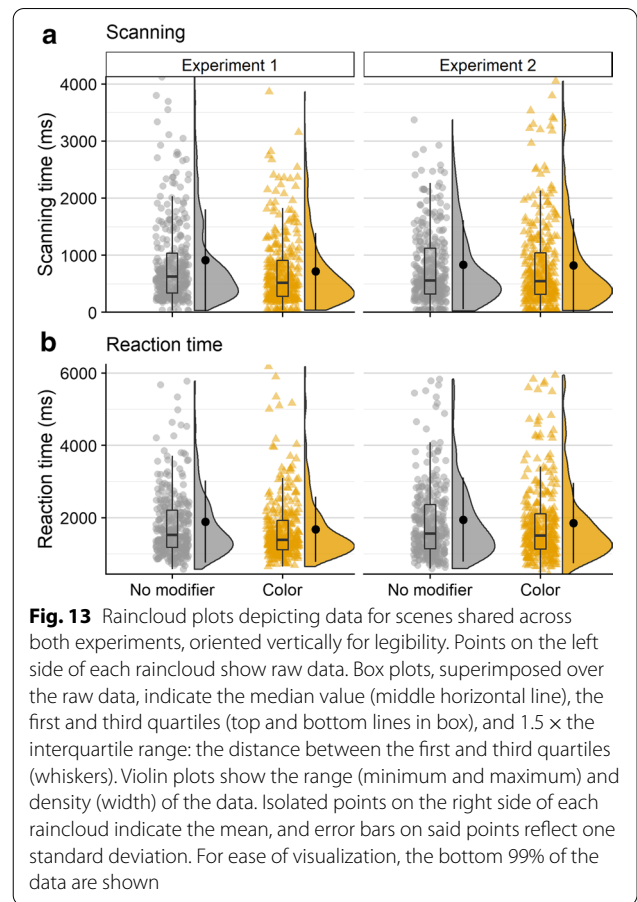 a Scanning
Experiment 1 Experiment 2
Scanning time (ms)
4000
3000
2000
1000
0
b Reaction time
Reaction time (ms)
6000
4000
2000
No modifier Color No modifier Color
Fig. 13 Raincloud plots depicting data for scenes shared across
both experiments, oriented vertically for legibility. Points on the left
side of each raincloud show raw data. Box plots, superimposed over
the raw data, indicate the median value (middle horizontal line), the
first and third quartiles (top and bottom lines in box), and 1.5 × the
interquartile range: the distance between the first and third quartiles
(whiskers). Violin plots show the range (minimum and maximum) and
density (width) of the data. Isolated points on the right side of each
raincloud indicate the mean, and error bars on said points reflect one
standard deviation. For ease of visualization, the bottom 99% of the
data are shown